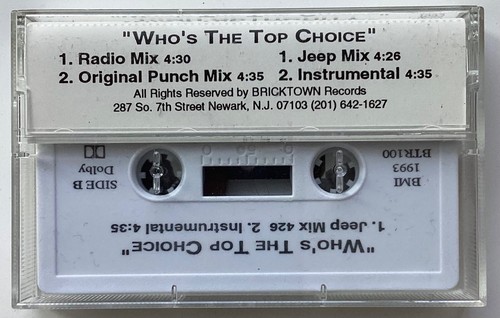 "WHO'S THE TOP CHOICE"
1. Radio Mix 4:30 1. Jeep Mix 4:26
2. Original Punch Mix 4:35 2. Instrumental 4:35
All Rights Reserved by BRICKTOWN Records
287 So. 7th Street Newark, N.J. 07103 (201) 642-1627
"WHO'S THE TOP CHOICE"
1. Jeep Mix 426 2. Instrumental 4:35
BMI
1993
BTR100
SIDE B
Dolby